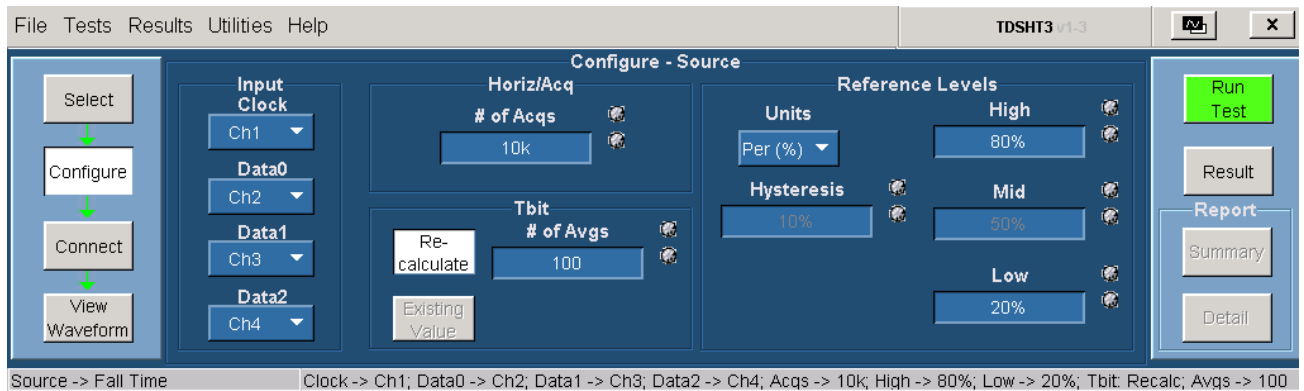 File Tests Results Utilities Help
TDSHT3 v1-3
x
Configure - Source
Select
Configure
Connect
View
Waveform
Input
Clock
Ch1
Data0
Ch2
Data1
Ch3
Data2
Ch4
Horiz/Acq
# of Acqs
10k
Tbit
Re-
calculate
# of Avgs
100
Existing
Value
Reference Levels
Units
Per (%)
Hysteresis
10%
High
80%
Mid
50%
Low
20%
Run
Test
Result
Report
Summary
Detail
Source -> Fall Time
Clock -> Ch1; Data0 -> Ch2; Data1 -> Ch3; Data2 -> Ch4; Acqs -> 10k; High -> 80%; Low -> 20%; Tbit: Recalc; Avgs -> 100